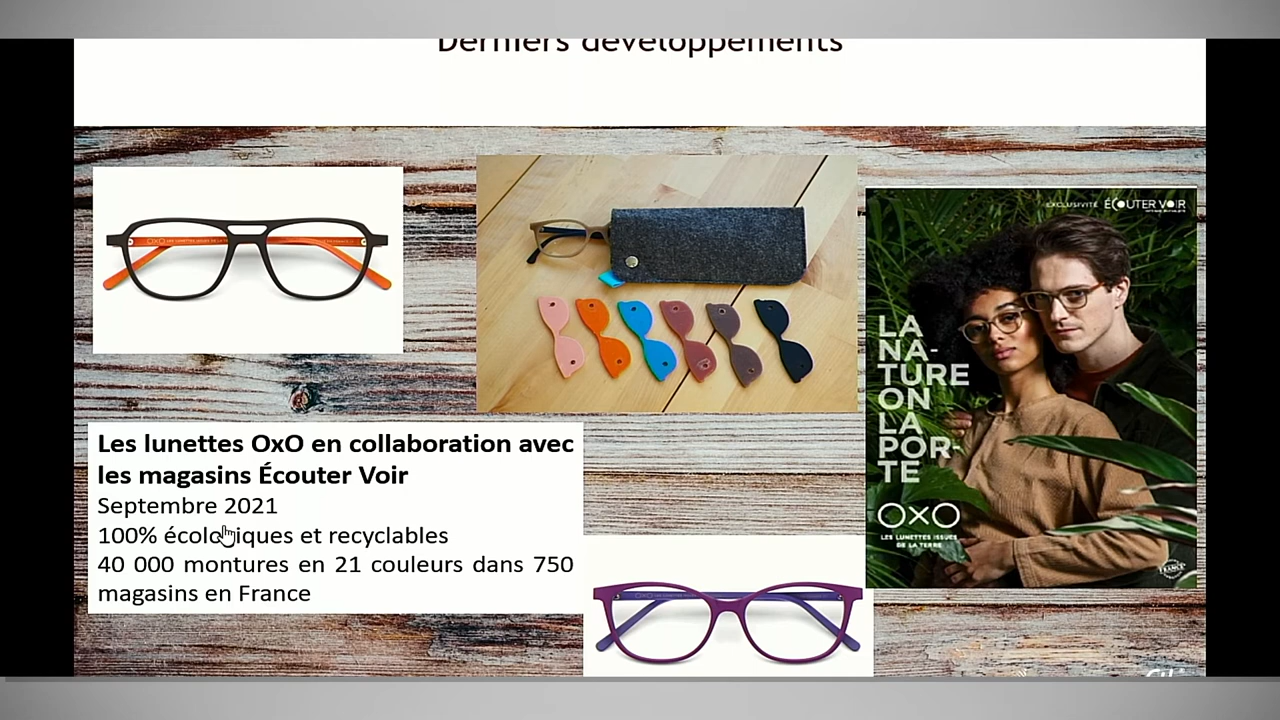 Derniers développements
EXCLUSIVITÉ ÉCOUTER VOIR
LA
NA-
TURE
ON
LA
POR-
TE
OXO
LES LUNETTES ISSUES
DE LA TERRE
FRANCE
Les lunettes OxO en collaboration avec
les magasins Écouter Voir
Septembre 2021
100% écologiques et recyclables
40 000 montures en 21 couleurs dans 750
magasins en France